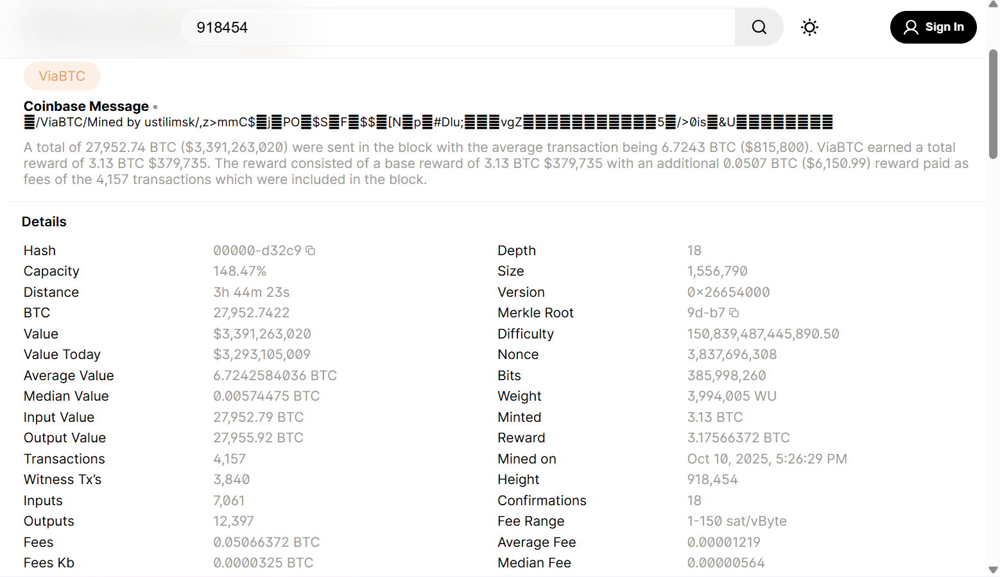 918454
Sign In
ViaBTC
Coinbase Message •
/ViaBTC/Mined by ustilimsk/,z>mmC$ j PO $S F $$ [N p #Dlu; vgZ 5 />0is &U
A total of 27,952.74 BTC ($3,391,263,020) were sent in the block with the average transaction being 6.7243 BTC ($815,800). ViaBTC earned a total
reward of 3.13 BTC $379,735. The reward consisted of a base reward of 3.13 BTC $379,735 with an additional 0.0507 BTC ($6,150.99) reward paid as
fees of the 4,157 transactions which were included in the block.
Details
Hash 00000-d32c9
Depth 18
Capacity 148.47%
Size 1,556,790
Distance 3h 44m 23s
Version 0×26654000
BTC 27,952.7422
Merkle Root 9d-b7
Value $3,391,263,020
Difficulty 150,839,487,445,890.50
Value Today $3,293,105,009
Nonce 3,837,696,308
Average Value 6.7242584036 BTC
Bits 385,998,260
Median Value 0.00574475 BTC
Weight 3,994,005 WU
Input Value 27,952.79 BTC
Minted 3.13 BTC
Output Value 27,955.92 BTC
Reward 3.17566372 BTC
Transactions 4,157
Mined on Oct 10, 2025, 5:26:29 PM
Witness Tx's 3,840
Height 918,454
Inputs 7,061
Confirmations 18
Outputs 12,397
Fee Range 1-150 sat/vByte
Fees 0.05066372 BTC
Average Fee 0.00001219
Fees Kb 0.0000325 BTC
Median Fee 0.00000564